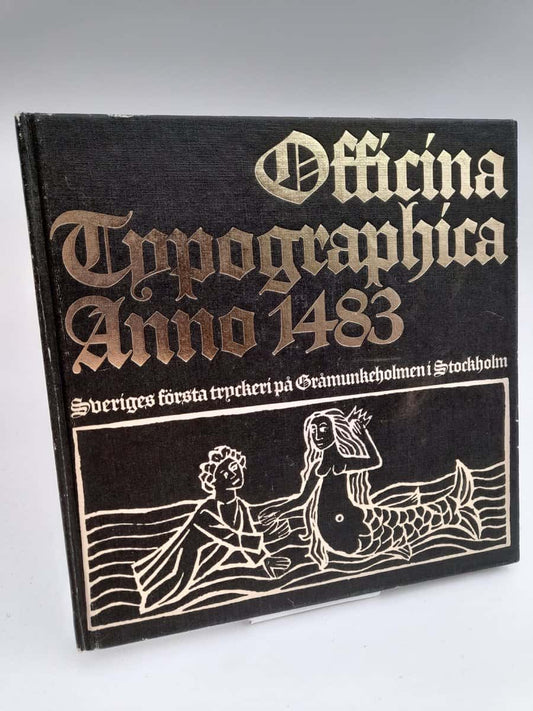 Officina
Typographica
Anno 1483
Sveriges första tryckeri på Gråmunkeholmen i Stockholm